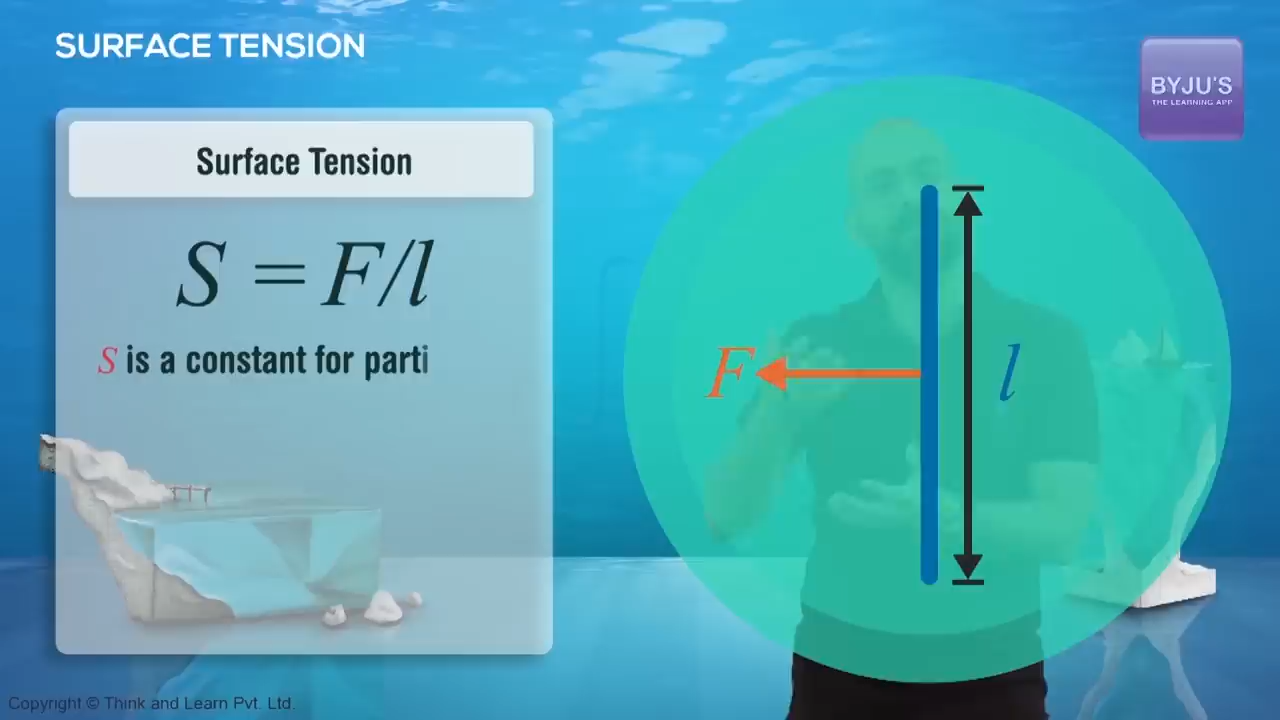 SURFACE TENSION
BYJU'S
THE LEARNING APP
Surface Tension
S = F/l
S is a constant for parti
F
l
Copyright © Think and Learn Pvt. Ltd.